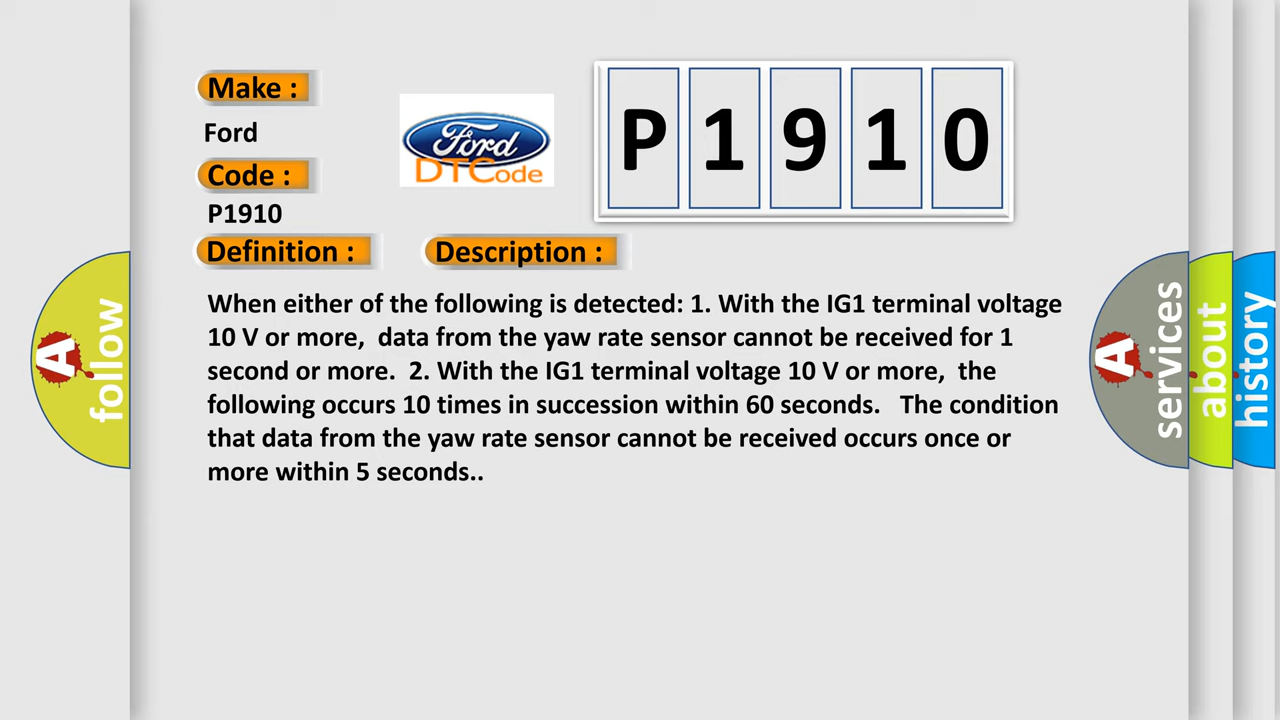 Make :
Ford
Ford
DTCode
P1910
Code :
P1910
Definition :
Description :
When either of the following is detected: 1. With the IG1 terminal voltage
10 V or more,  data from the yaw rate sensor cannot be received for 1
second or more.  2. With the IG1 terminal voltage 10 V or more,  the
following occurs 10 times in succession within 60 seconds.   The condition
that data from the yaw rate sensor cannot be received occurs once or
more within 5 seconds..
A
follow
A
services
about
history